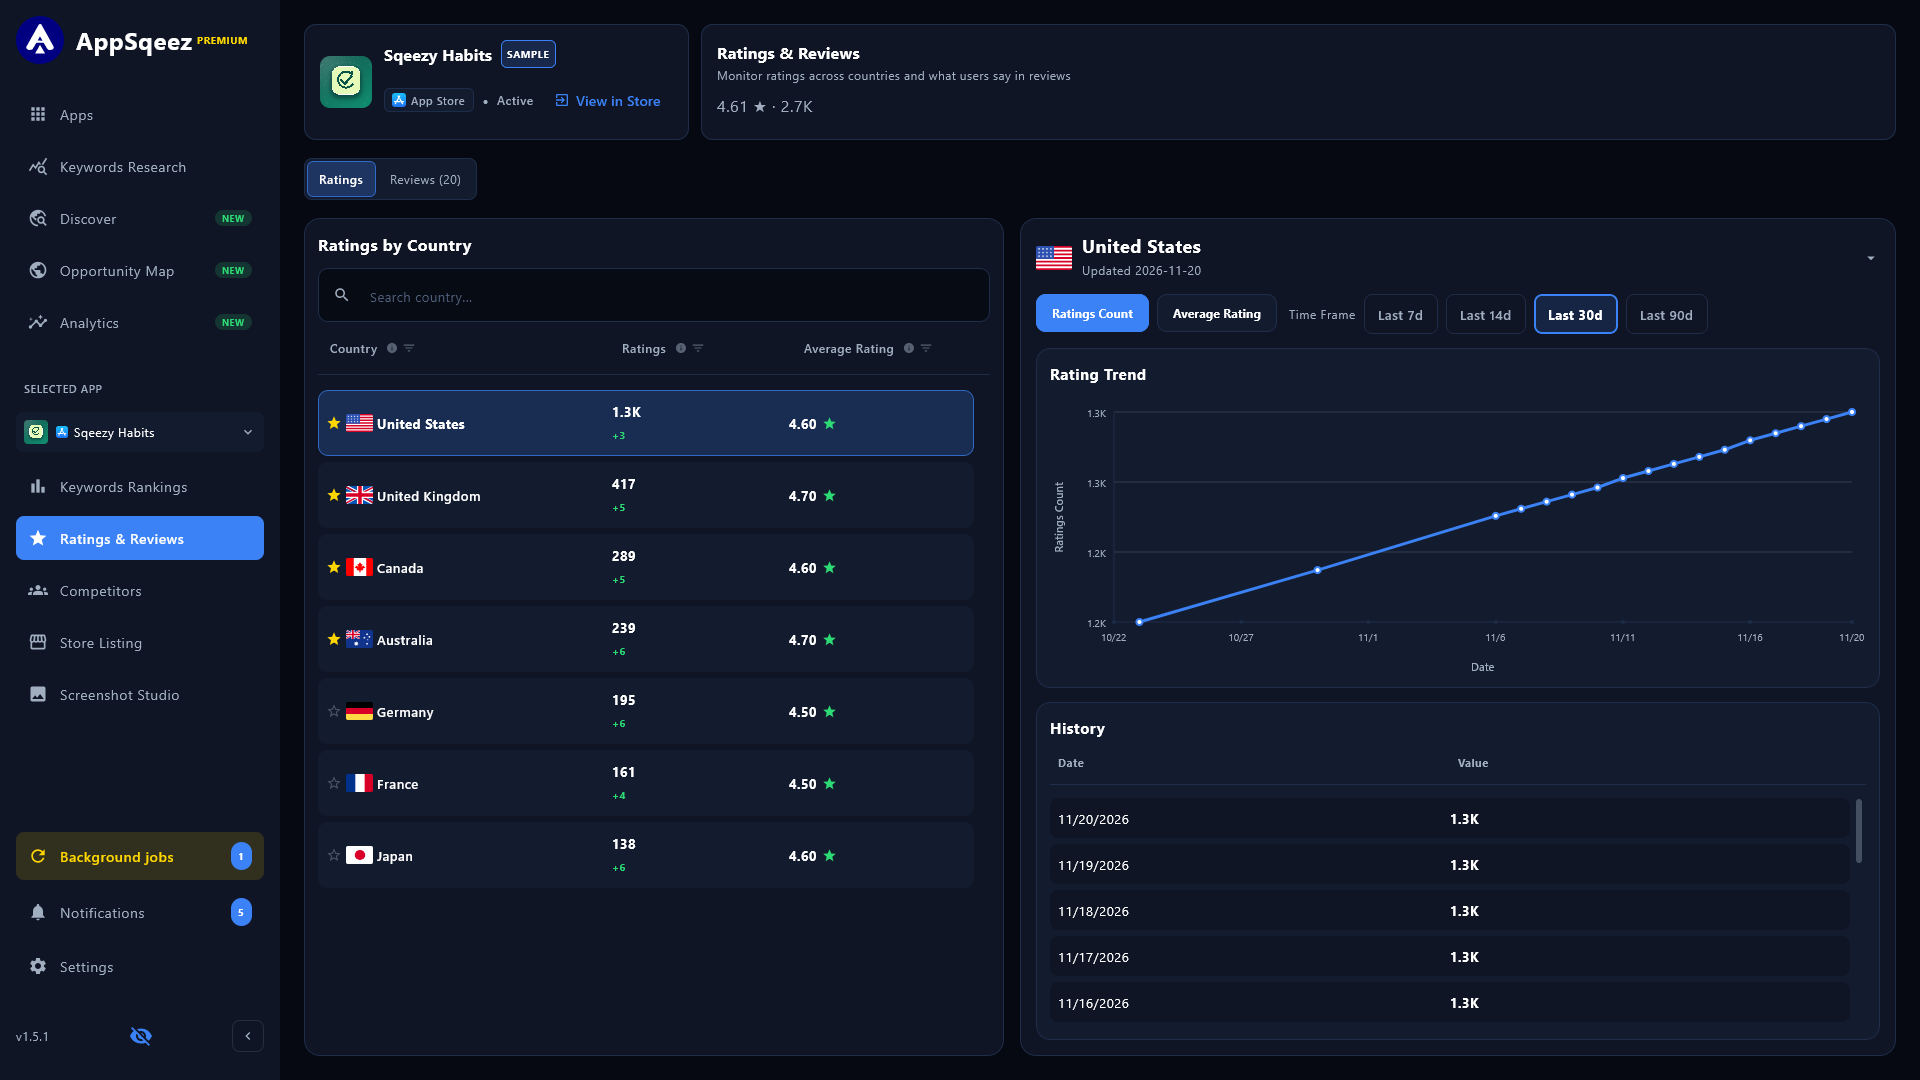 AppSqeez PREMIUM
Apps
Keywords Research
Discover NEW
Opportunity Map NEW
Analytics NEW
SELECTED APP
Sqeezy Habits
Keywords Rankings
Ratings & Reviews
Competitors
Store Listing
Screenshot Studio
Background jobs 1
Notifications 5
Settings
v1.5.1
Sqeezy Habits SAMPLE
App Store • Active View in Store
Ratings & Reviews
Monitor ratings across countries and what users say in reviews
4.61 ★ · 2.7K
Ratings Reviews (20)
Ratings by Country
Search country...
Country Ratings Average Rating
United States 1.3K +3 4.60 ★
United Kingdom 417 +5 4.70 ★
Canada 289 +5 4.60 ★
Australia 239 +6 4.70 ★
Germany 195 +6 4.50 ★
France 161 +4 4.50 ★
Japan 138 +6 4.60 ★
United States
Updated 2026-11-20
Ratings Count Average Rating Time Frame Last 7d Last 14d Last 30d Last 90d
Rating Trend
Ratings Count
1.3K
1.3K
1.2K
1.2K
10/22 10/27 11/1 11/6 11/11 11/16 11/20
Date
History
Date Value
11/20/2026 1.3K
11/19/2026 1.3K
11/18/2026 1.3K
11/17/2026 1.3K
11/16/2026 1.3K